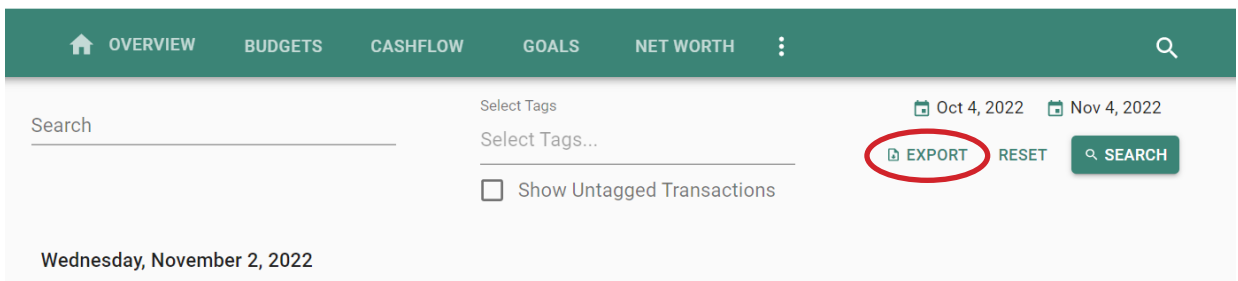 OVERVIEW BUDGETS CASHFLOW GOALS NET WORTH
Search
Select Tags
Select Tags...
Show Untagged Transactions
Oct 4, 2022 Nov 4, 2022
EXPORT RESET SEARCH
Wednesday, November 2, 2022